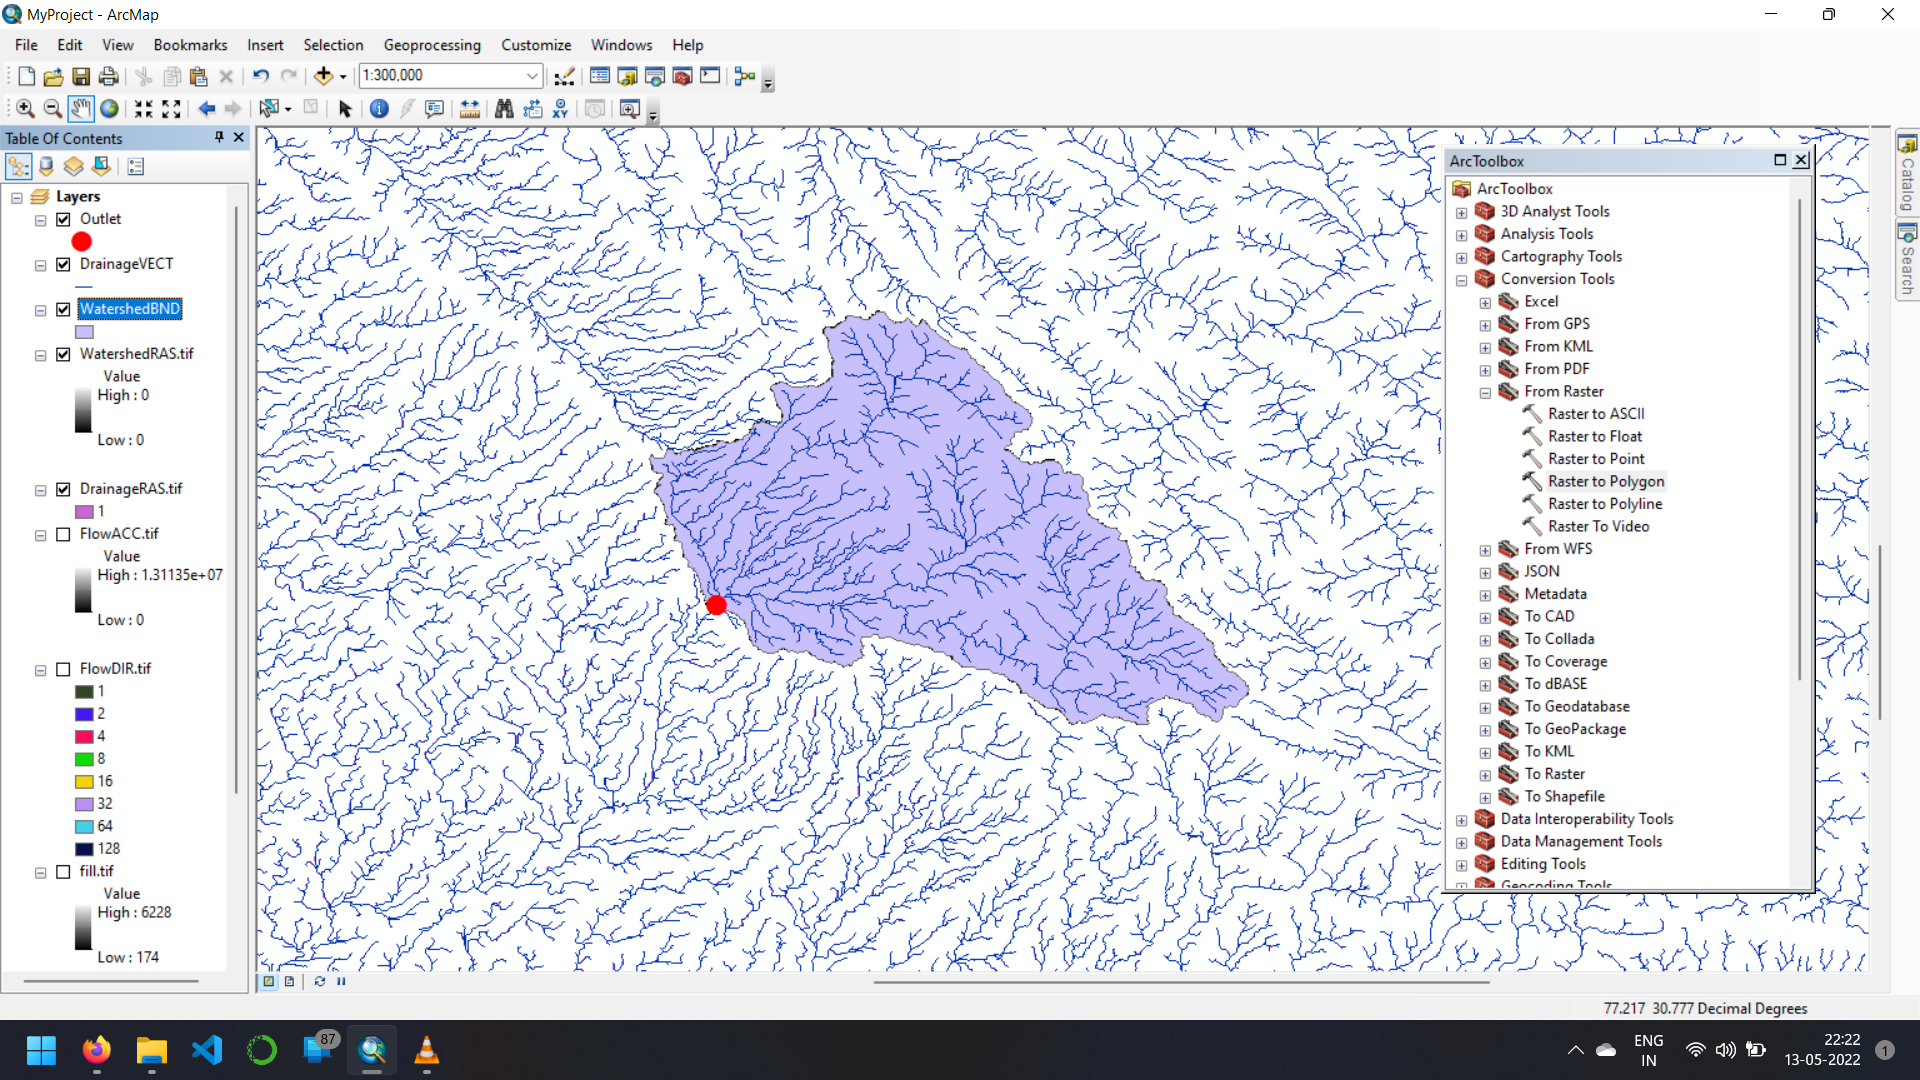 MyProject - ArcMap
File Edit View Bookmarks Insert Selection Geoprocessing Customize Windows Help
1:300,000
XY
Table Of Contents
Layers
Outlet
DrainageVECT
WatershedBND
WatershedRAS.tif
Value
High : 0
Low : 0
DrainageRAS.tif
1
FlowACC.tif
Value
High : 1.31135e+07
Low : 0
FlowDIR.tif
1
2
4
8
16
32
64
128
fill.tif
Value
High : 6228
Low : 174
ArcToolbox
ArcToolbox
3D Analyst Tools
Analysis Tools
Cartography Tools
Conversion Tools
Excel
From GPS
From KML
From PDF
From Raster
Raster to ASCII
Raster to Float
Raster to Point
Raster to Polygon
Raster to Polyline
Raster To Video
From WFS
JSON
Metadata
To CAD
To Collada
To Coverage
To dBASE
To Geodatabase
To GeoPackage
To KML
To Raster
To Shapefile
Data Interoperability Tools
Data Management Tools
Editing Tools
Geocoding Tools
Catalog
Search
77.217 30.777 Decimal Degrees
87
ENG
IN
22:22
13-05-2022
1